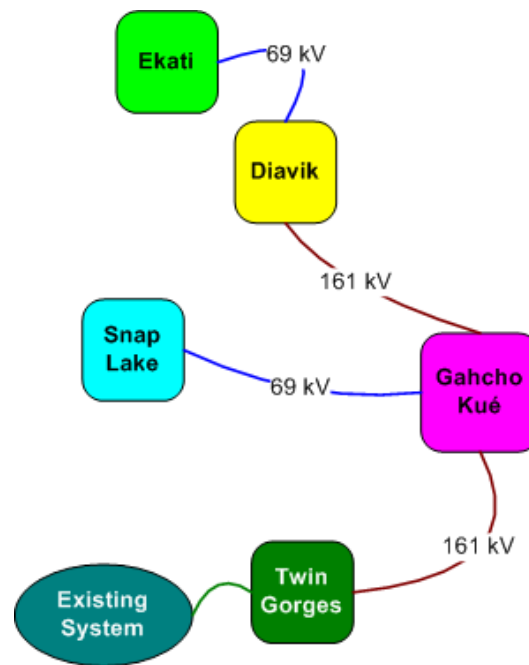 Ekati
69 kV
Diavik
161 kV
Snap
Lake
69 kV
Gahcho
Kué
161 kV
Twin
Gorges
Existing
System